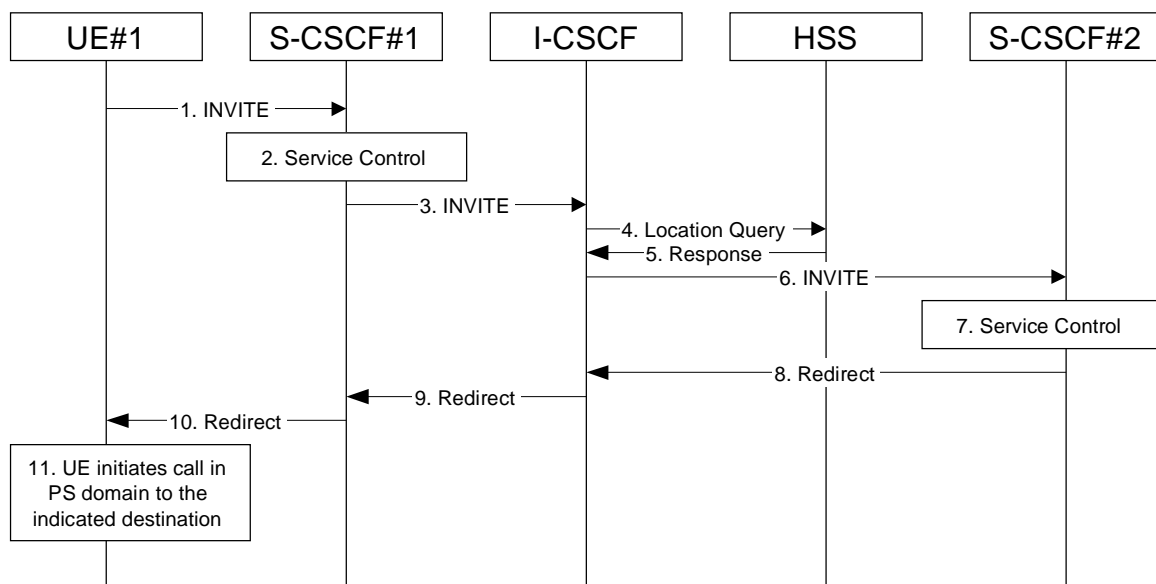 UE#1
S-CSCF#1
I-CSCF
HSS
S-CSCF#2
1. INVITE
2. Service Control
3. INVITE
4. Location Query
5. Response
6. INVITE
7. Service Control
8. Redirect
9. Redirect
10. Redirect
11. UE initiates call in
PS domain to the
indicated destination